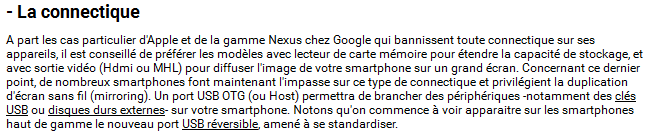 - La connectique
A part les cas particulier d'Apple et de la gamme Nexus chez Google qui bannissent toute connectique sur ses
appareils, il est conseillé de préférer les modèles avec lecteur de carte mémoire pour étendre la capacité de stockage, et
avec sortie vidéo (Hdmi ou MHL) pour diffuser l'image de votre smartphone sur un grand écran. Concernant ce dernier
point, de nombreux smartphones font maintenant l'impasse sur ce type de connectique et privilégient la duplication
d'écran sans fil (mirroring). Un port USB OTG (ou Host) permettra de brancher des périphériques -notamment des clés
USB ou disques durs externes- sur votre smartphone. Notons qu'on commence à voir apparaitre sur les smartphones
haut de gamme le nouveau port USB réversible, amené à se standardiser.